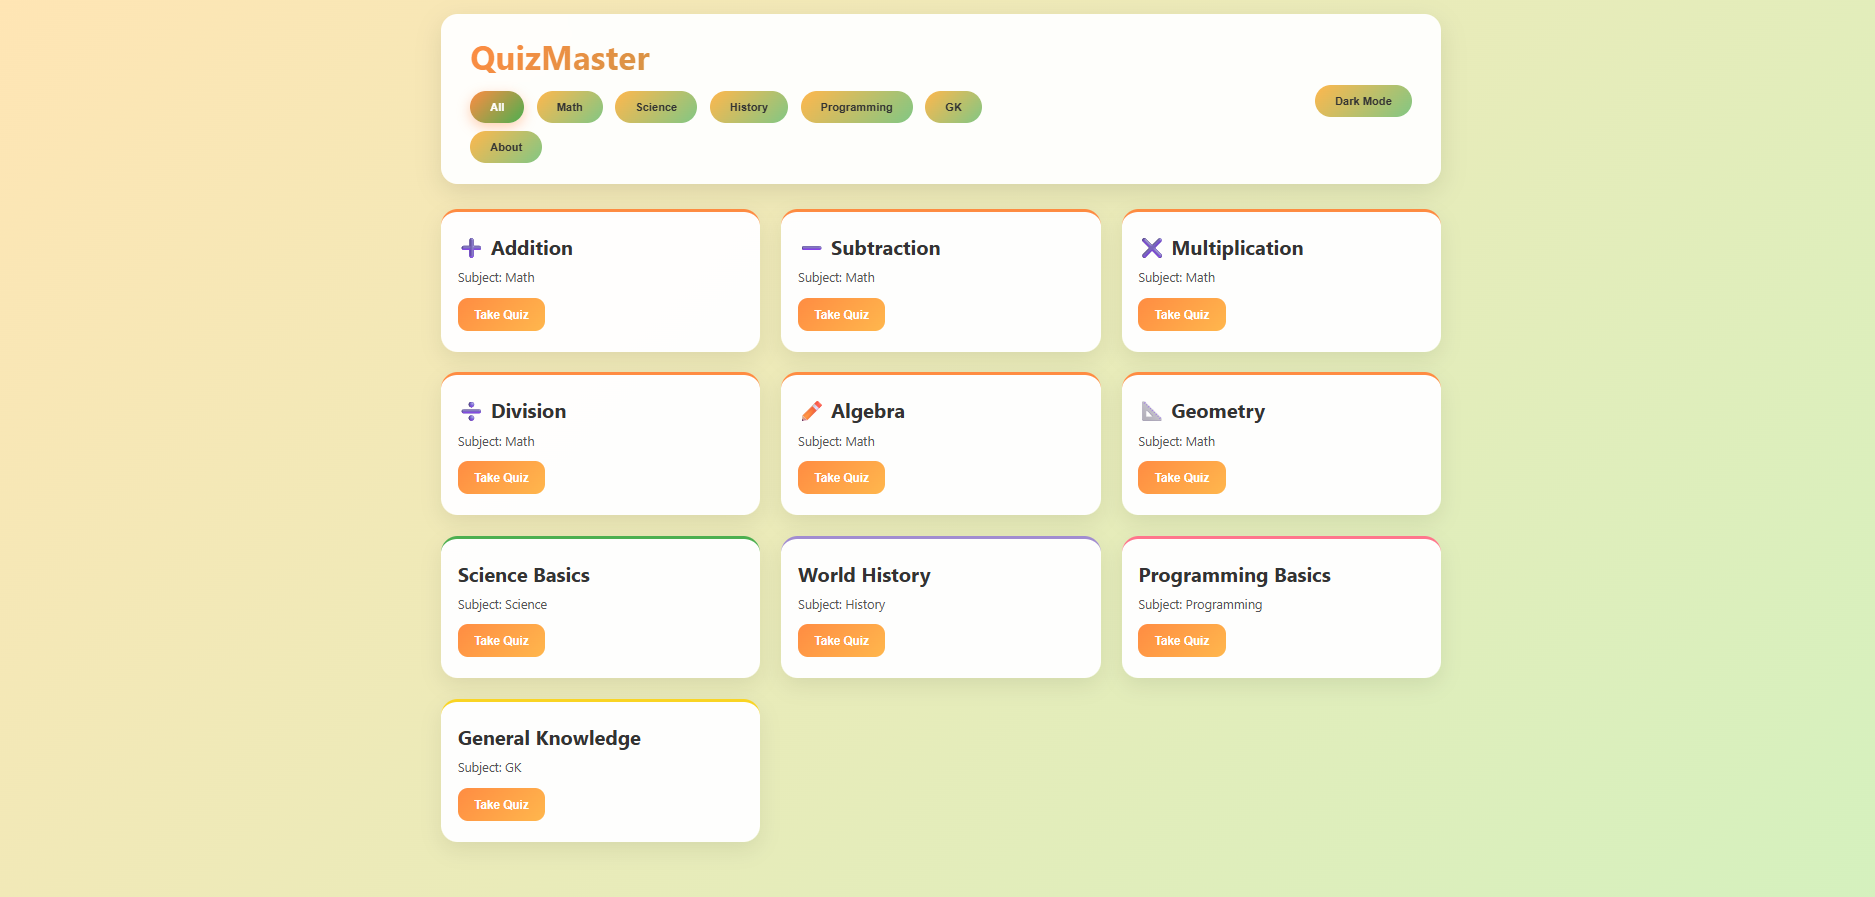 QuizMaster
All Math Science History Programming GK
About
Dark Mode
Addition
Subject: Math
Take Quiz
Subtraction
Subject: Math
Take Quiz
Multiplication
Subject: Math
Take Quiz
Division
Subject: Math
Take Quiz
Algebra
Subject: Math
Take Quiz
Geometry
Subject: Math
Take Quiz
Science Basics
Subject: Science
Take Quiz
World History
Subject: History
Take Quiz
Programming Basics
Subject: Programming
Take Quiz
General Knowledge
Subject: GK
Take Quiz